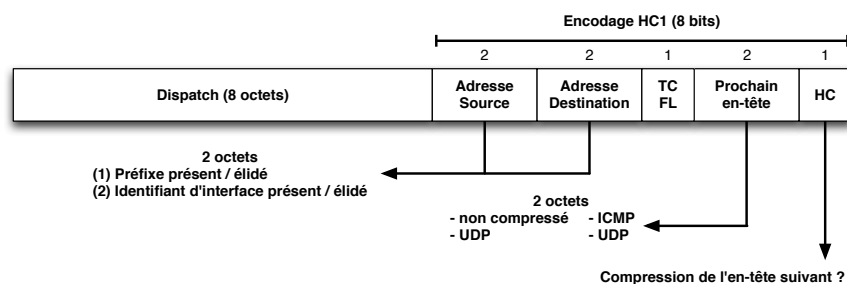 Encodage HC1 (8 bits)
2 2 1 2 1
Dispatch (8 octets)
Adresse
Source
Adresse
Destination
TC
FL
Prochain
en-tête
HC
2 octets
(1) Préfixe présent / élidé
(2) Identifiant d'interface présent / élidé
2 octets
- non compressé - ICMP
- UDP - UDP
Compression de l'en-tête suivant ?